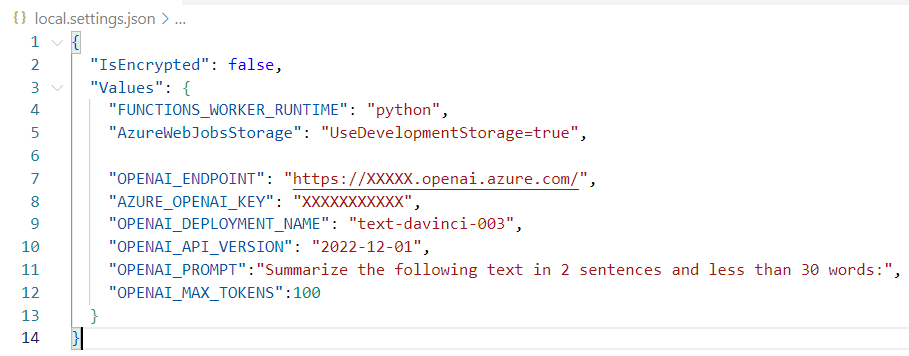 {} local.settings.json > ...
1 {
2 "IsEncrypted": false,
3 "Values": {
4 "FUNCTIONS_WORKER_RUNTIME": "python",
5 "AzureWebJobsStorage": "UseDevelopmentStorage=true",
6
7 "OPENAI_ENDPOINT": "https://XXXXX.openai.azure.com/",
8 "AZURE_OPENAI_KEY": "XXXXXXXXXXX",
9 "OPENAI_DEPLOYMENT_NAME": "text-davinci-003",
10 "OPENAI_API_VERSION": "2022-12-01",
11 "OPENAI_PROMPT":"Summarize the following text in 2 sentences and less than 30 words:",
12 "OPENAI_MAX_TOKENS":100
13 }
14 }